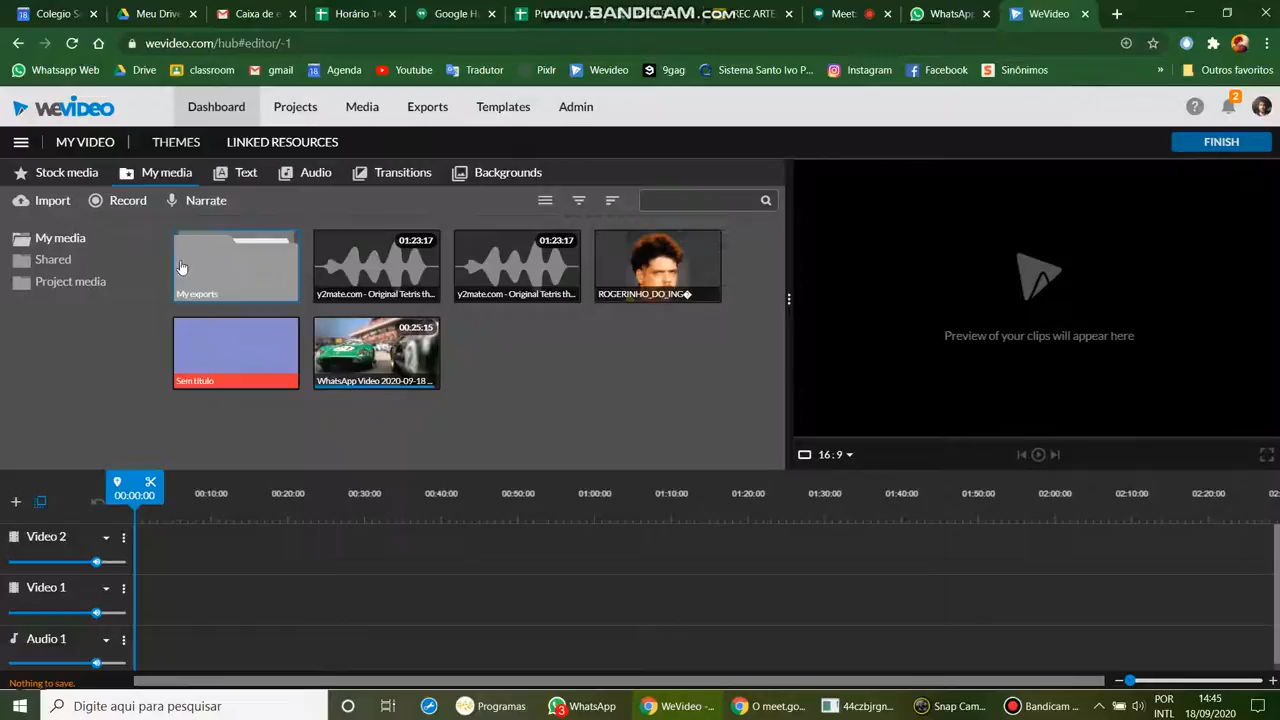 Colegio S
Meu Drive
Caixa de e
Horário 1
Google H
Pr
www.BANDICAM.com
REC ARTE
Meet:
WhatsApp
WeVideo
wevideo.com/hub#editor/-1
Whatsapp Web
Drive
classroom
gmail
Agenda
Youtube
Tradutor
Pixlr
Wevideo
9gag
Sistema Santo Ivo P...
Instagram
Facebook
Sinônimos
Outros favoritos
wevideo
Dashboard
Projects
Media
Exports
Templates
Admin
2
MY VIDEO
THEMES
LINKED RESOURCES
FINISH
Stock media
My media
Text
Audio
Transitions
Backgrounds
Import
Record
Narrate
My media
Shared
Project media
My exports
01:23:17
y2mate.com - Original Tetris th...
01:23:17
y2mate.com - Original Tetris th...
ROGERINHO_DO_ING�
Sem título
00:25:15
WhatsApp Video 2020-09-18 ...
Preview of your clips will appear here
16:9
00:00:00
00:10:00
00:20:00
00:30:00
00:40:00
00:50:00
01:00:00
01:10:00
01:20:00
01:30:00
01:40:00
01:50:00
02:00:00
02:10:00
02:20:00
02:
Video 2
Video 1
Audio 1
Nothing to save.
Digite aqui para pesquisar
Programas
3
WhatsApp
WeVideo -...
O meet.go...
44czbjrgn...
Snap Cam...
Bandicam ...
POR
INTL
14:45
18/09/2020